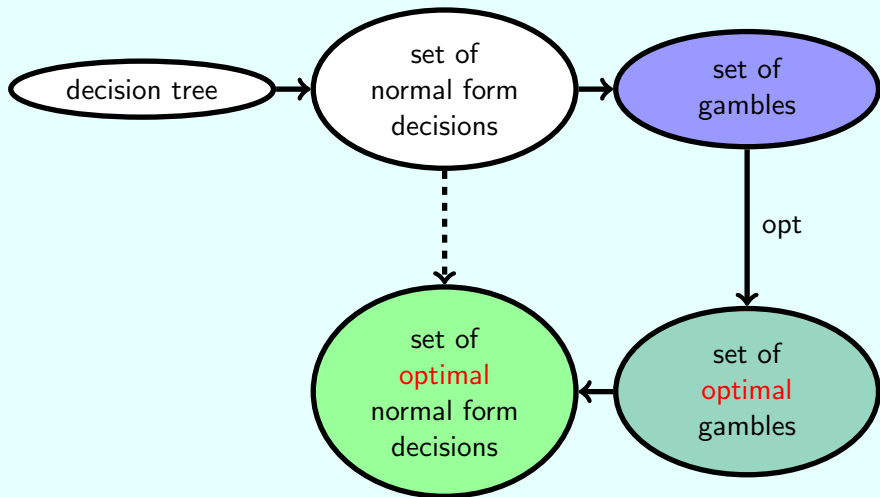 decision tree
set of
normal form
decisions
set of
gambles
opt
set of
optimal
normal form
decisions
set of
optimal
gambles